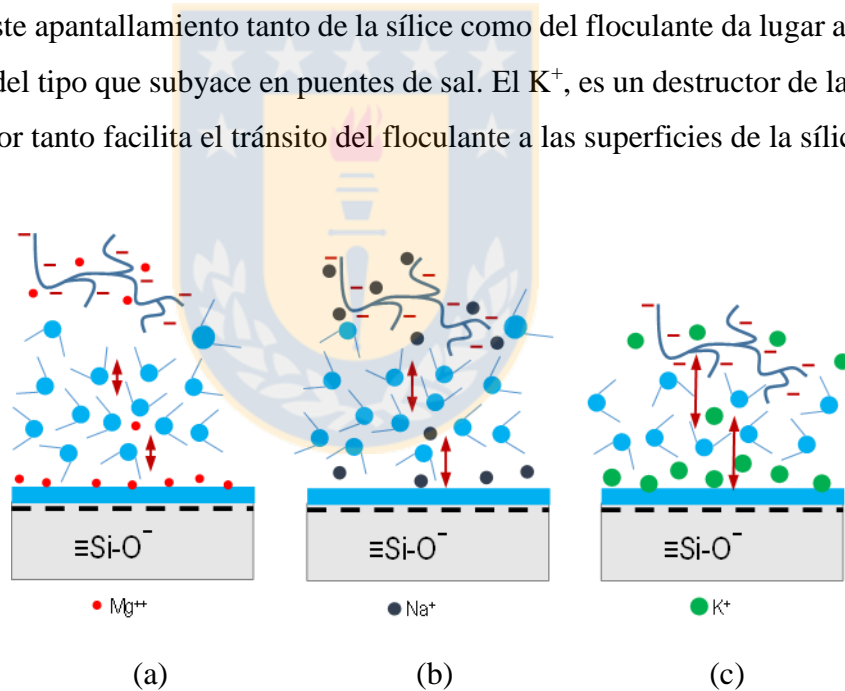 ste apantallamiento tanto de la sílice como del floculante da lugar a
del tipo que subyace en puentes de sal. El K⁺, es un destructor de la
or tanto facilita el tránsito del floculante a las superficies de la sílic
≡Si-O⁻ ≡Si-O⁻ ≡Si-O⁻
Mg⁺⁺ Na⁺ K⁺
(a) (b) (c)